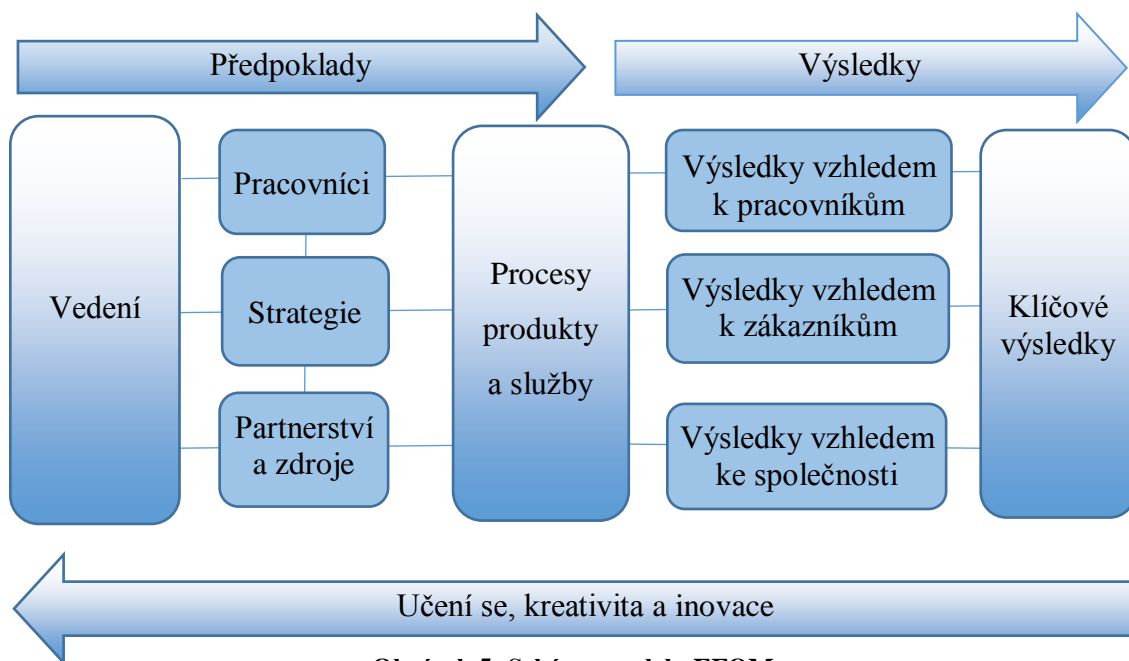 Předpoklady
Výsledky
Vedení
Pracovníci
Strategie
Partnerství
a zdroje
Procesy
produkty
a služby
Výsledky vzhledem
k pracovníkům
Výsledky vzhledem
k zákazníkům
Výsledky vzhledem
ke společnosti
Klíčové
výsledky
Učení se, kreativita a inovace